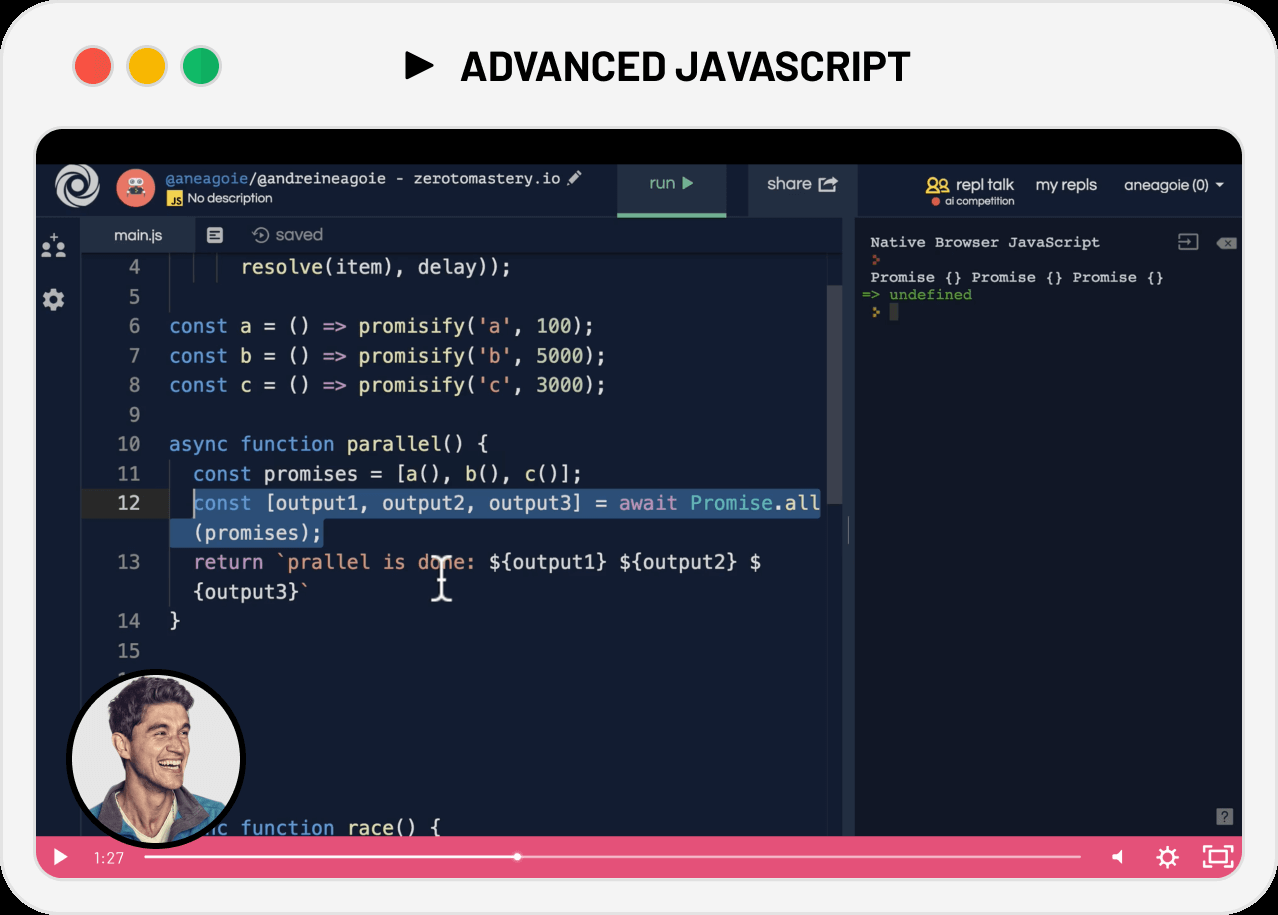 ADVANCED JAVASCRIPT
@aneagoie/@andreineagoie - zerotomastery.io
JS No description
run
share
repl talk
ai competition
my repls
aneagoie (0)
main.js
saved
4 resolve(item), delay));
5
6 const a = () => promisify('a', 100);
7 const b = () => promisify('b', 5000);
8 const c = () => promisify('c', 3000);
9
10 async function parallel() {
11 const promises = [a(), b(), c()];
12 const [output1, output2, output3] = await Promise.all
(promises);
13 return `prallel is done: ${output1} ${output2} $
{output3}`
14 }
15
function race() {
Native Browser JavaScript
Promise {} Promise {} Promise {}
=> undefined
?
1:27